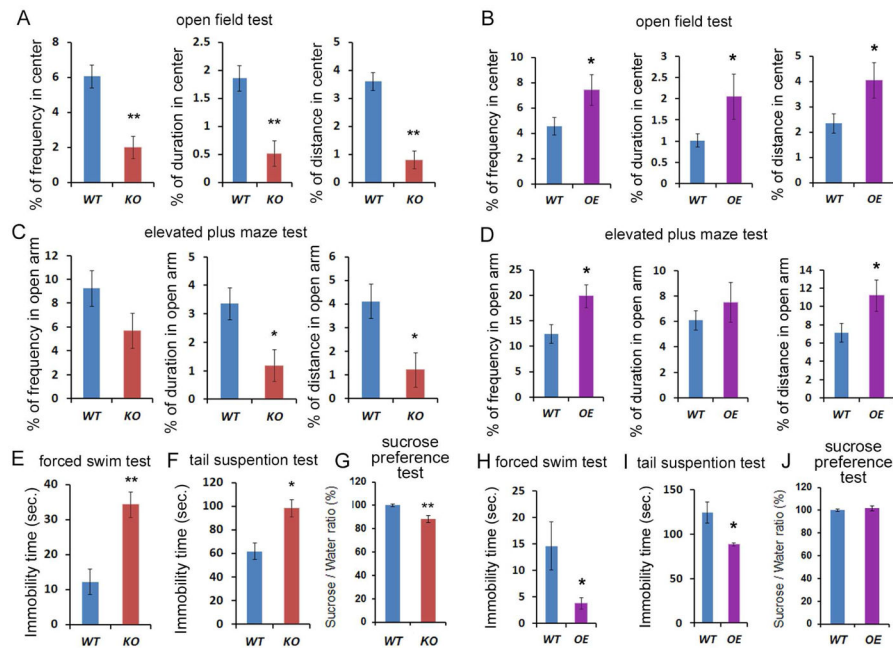 A
open field test
% of frequency in center
8
6
4
2
0
**
WT
KO
% of duration in center
2.5
2
1.5
1
0.5
0
**
WT
KO
% of distance in center
5
4
3
2
1
0
**
WT
KO
B
open field test
% of frequency in center
10
8
6
4
2
0
*
WT
OE
% of duration in center
3
2.5
2
1.5
1
0.5
0
*
WT
OE
% of distance in center
5
4
3
2
1
0
*
WT
OE
C
elevated plus maze test
% of frequency in open arm
12
10
8
6
4
2
0
WT
KO
% of duration in open arm
5
4
3
2
1
0
*
WT
KO
% of distance in open arm
6
5
4
3
2
1
0
*
WT
KO
D
elevated plus maze test
% of frequency in open arm
25
20
15
10
5
0
*
WT
OE
% of duration in open arm
10
8
6
4
2
0
WT
OE
% of distance in open arm
14
12
10
8
6
4
2
0
*
WT
OE
E
forced swim test
Immobility time (sec.)
40
30
20
10
0
**
WT
KO
F
tail suspention test
Immobility time (sec.)
120
100
80
60
40
20
0
*
WT
KO
G
sucrose
preference
test
Sucrose / Water ratio (%)
120
100
80
60
40
20
0
**
WT
KO
H
forced swim test
Immobility time (sec.)
25
20
15
10
5
0
*
WT
OE
I
tail suspention test
Immobility time (sec.)
150
100
50
0
*
WT
OE
J
sucrose
preference
test
Sucrose / Water ratio (%)
120
100
80
60
40
20
0
WT
OE